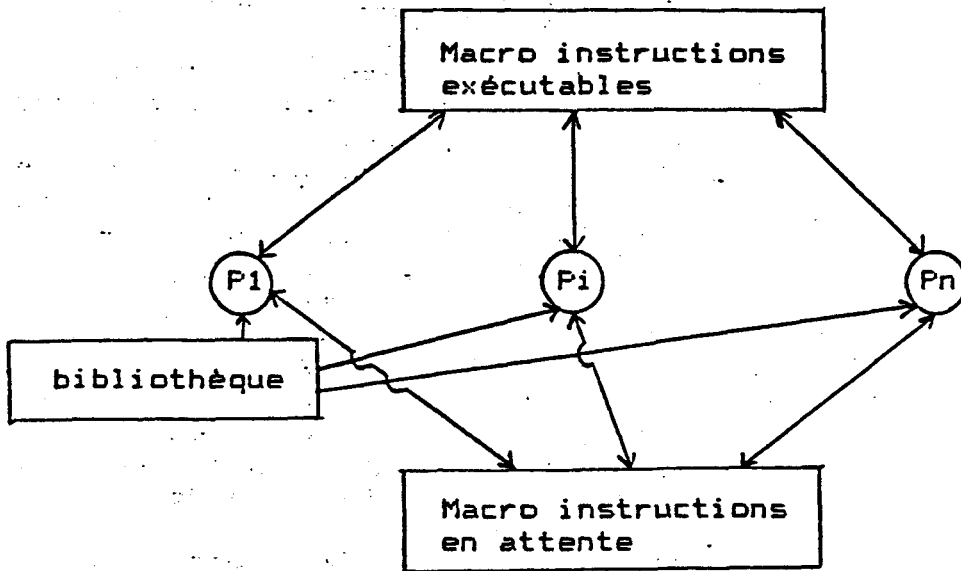 Macro instructions
exécutables
P1
Pi
Pn
bibliothèque
Macro instructions
en attente